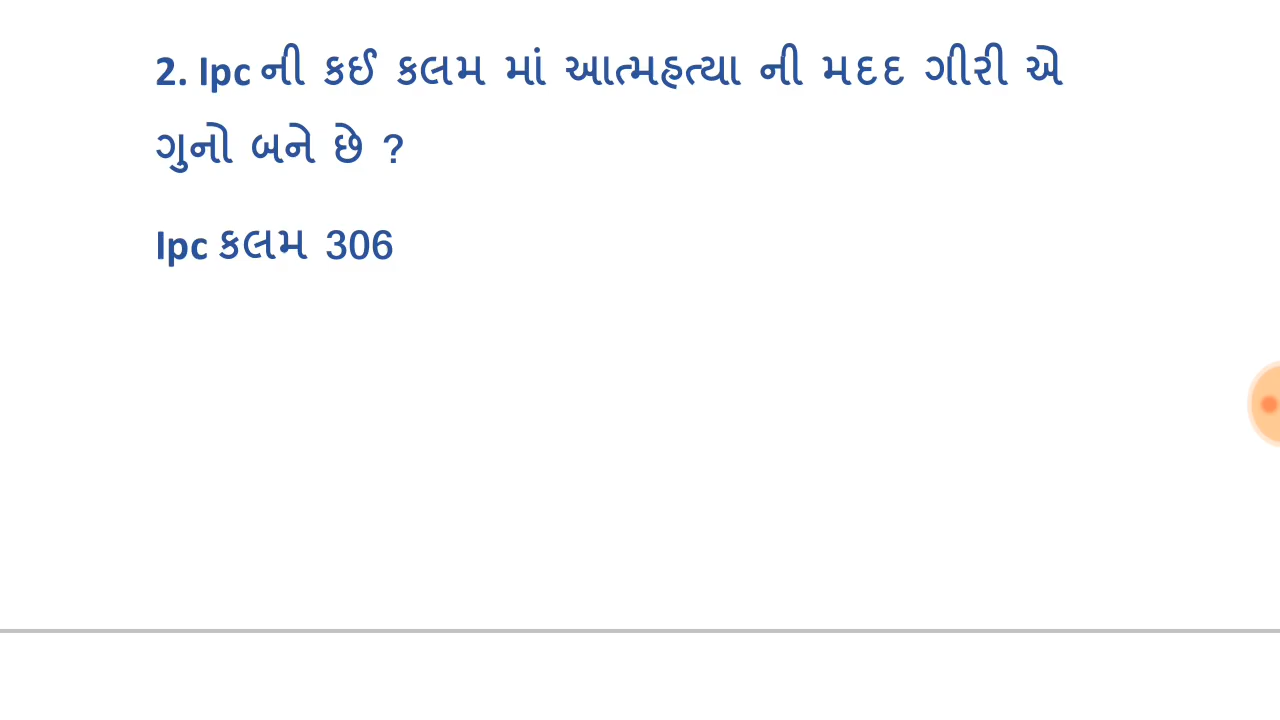 2. Ipc ની કઈ કલમ માં આત્મહત્યા ની મદદ ગીરી એ
ગુનો બને છે ?
Ipc કલમ 306